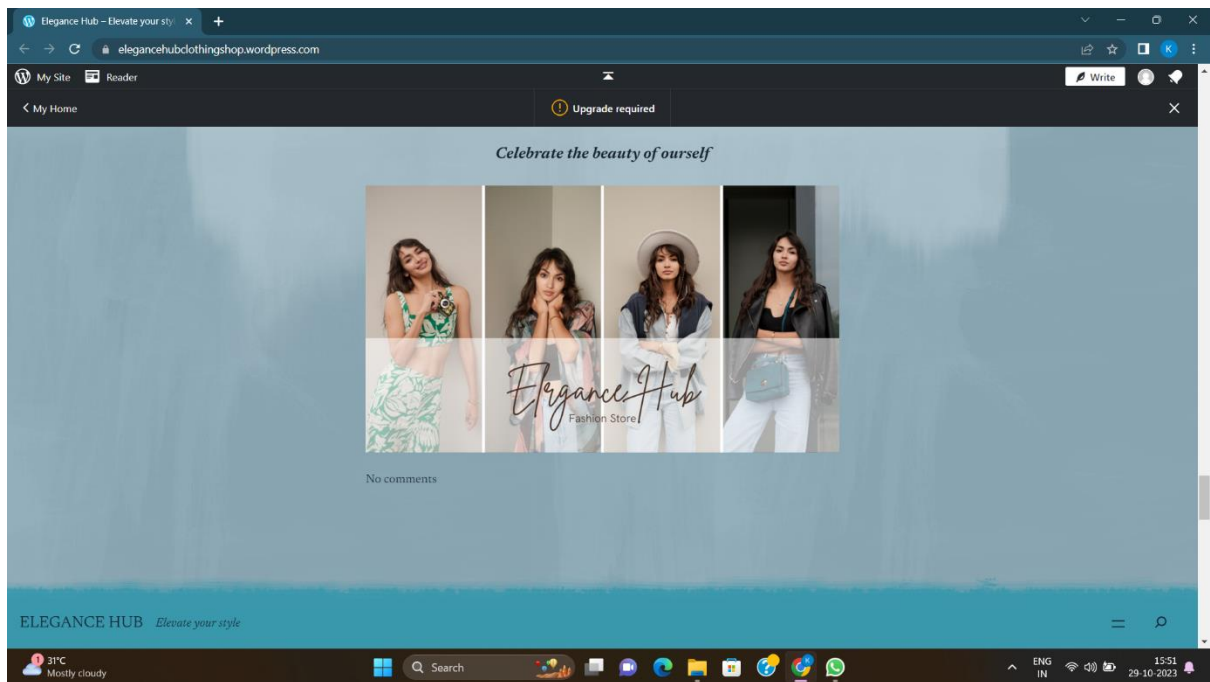 Elegance Hub – Elevate your styl
elegancehubclothingshop.wordpress.com
K
My Site
Reader
Write
My Home
Upgrade required
Celebrate the beauty of ourself
Elegance Hub
Fashion Store
No comments
ELEGANCE HUB Elevate your style
1
31°C
Mostly cloudy
Search
ENG
IN
15:51
29-10-2023